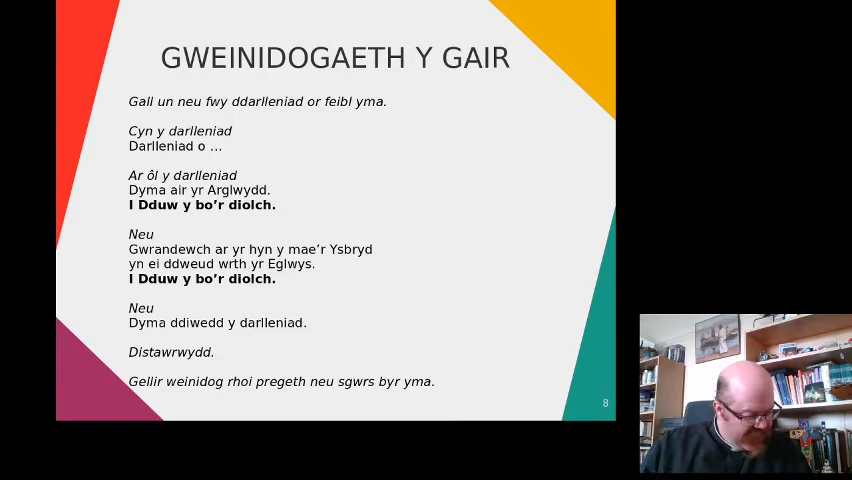 GWEINIDOGAETH Y GAIR
Gall un neu fwy ddarlleniad or feibl yma.
Cyn y darlleniad
Darlleniad o ...
Ar ôl y darlleniad
Dyma air yr Arglwydd.
I Dduw y bo’r diolch.
Neu
Gwrandewch ar yr hyn y mae’r Ysbryd
yn ei ddweud wrth yr Eglwys.
I Dduw y bo’r diolch.
Neu
Dyma ddiwedd y darlleniad.
Distawrwydd.
Gellir weinidog rhoi pregeth neu sgwrs byr yma.
8